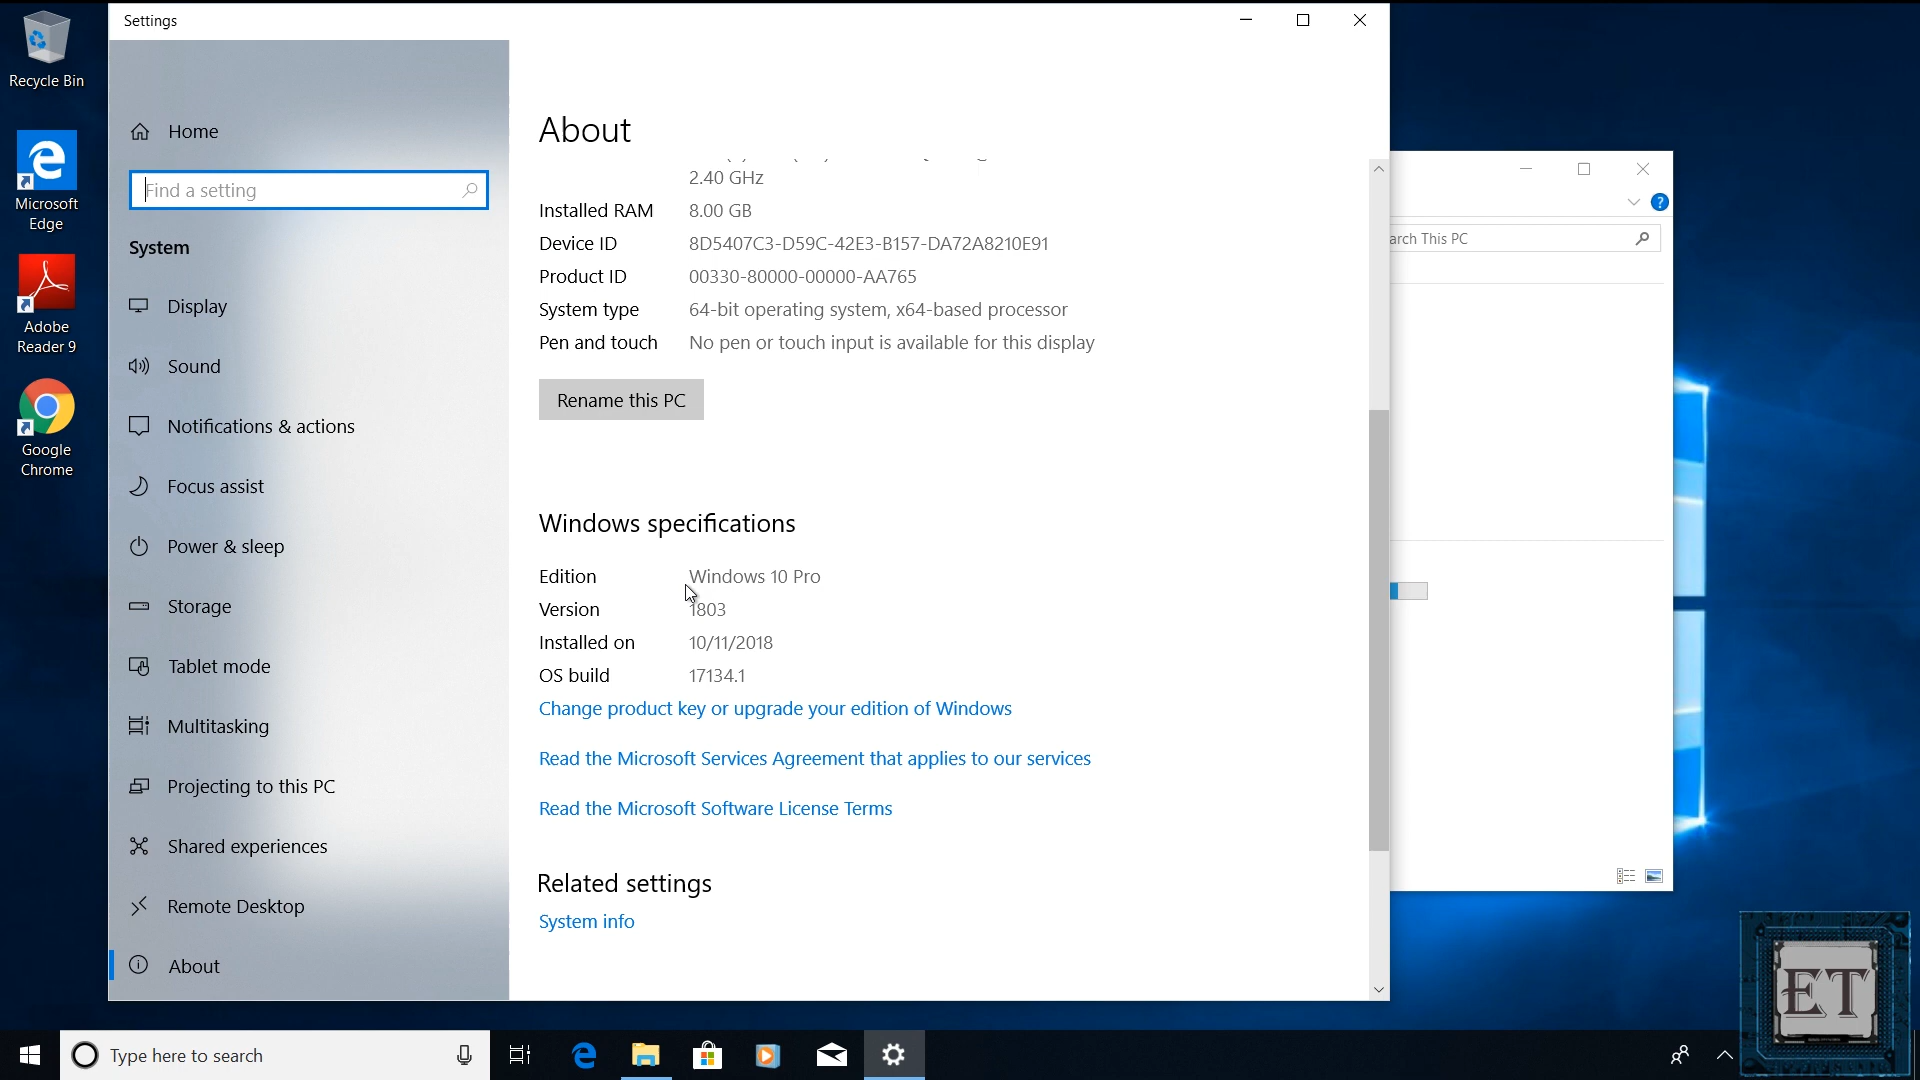 Settings
Recycle Bin
Microsoft
Edge
Adobe
Reader 9
Google
Chrome
Home
Find a setting
System
Display
Sound
Notifications & actions
Focus assist
Power & sleep
Storage
Tablet mode
Multitasking
Projecting to this PC
Shared experiences
Remote Desktop
About
About
2.40 GHz
Installed RAM 8.00 GB
Device ID 8D5407C3-D59C-42E3-B157-DA72A8210E91
Product ID 00330-80000-00000-AA765
System type 64-bit operating system, x64-based processor
Pen and touch No pen or touch input is available for this display
Rename this PC
Windows specifications
Edition Windows 10 Pro
Version 1803
Installed on 10/11/2018
OS build 17134.1
Change product key or upgrade your edition of Windows
Read the Microsoft Services Agreement that applies to our services
Read the Microsoft Software License Terms
Related settings
System info
arch This PC
ET
Type here to search